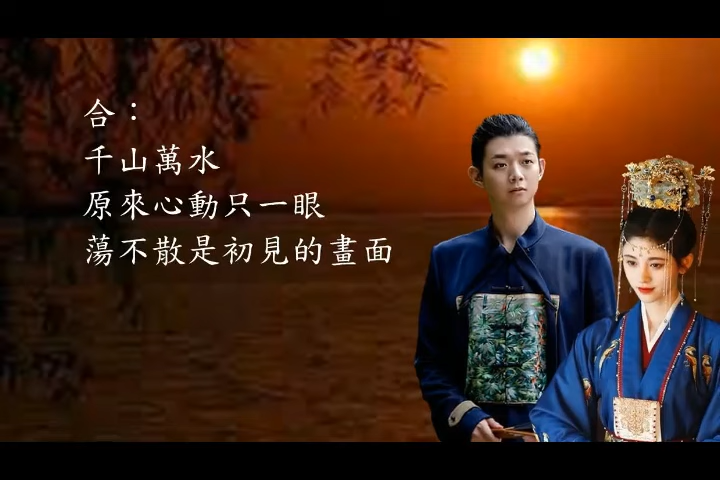 合：
千山萬水
原來心動只一眼
蕩不散是初見的畫面